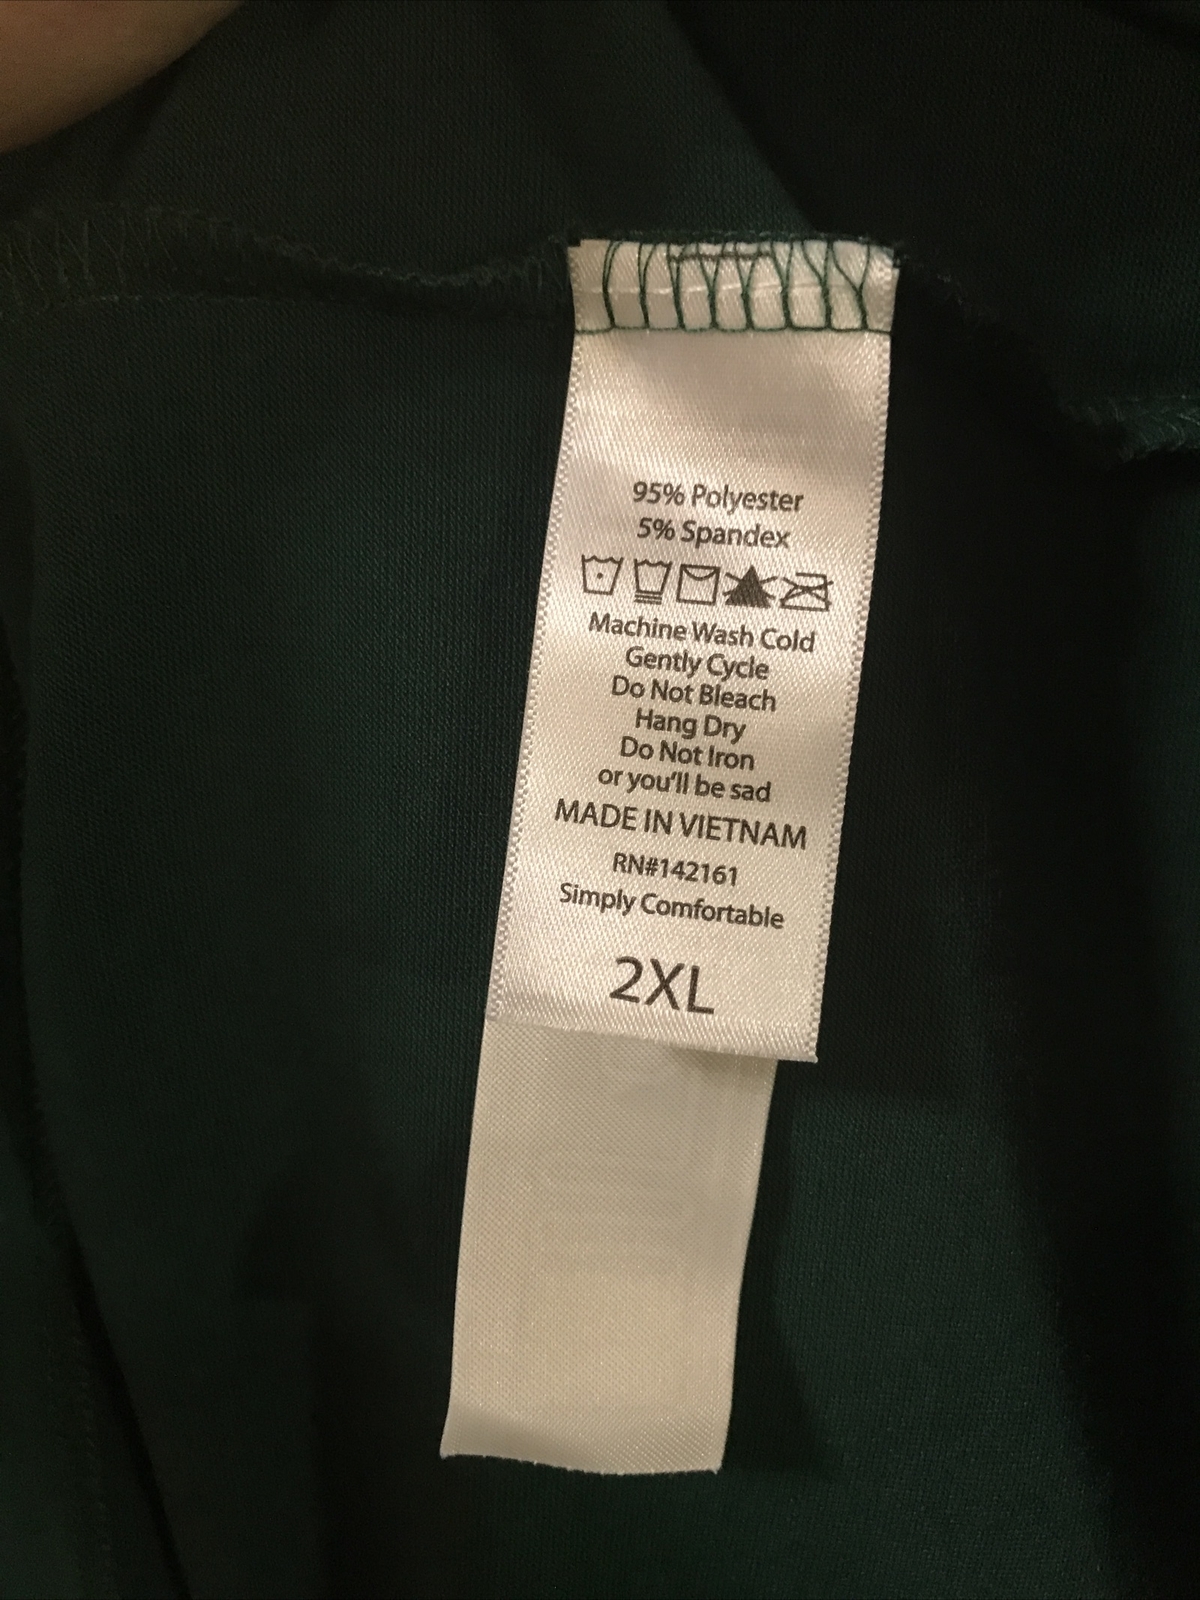 95% Polyester
5% Spandex
Machine Wash Cold
Gently Cycle
Do Not Bleach
Hang Dry
Do Not Iron
or you'll be sad
MADE IN VIETNAM
RN#142161
Simply Comfortable
2XL